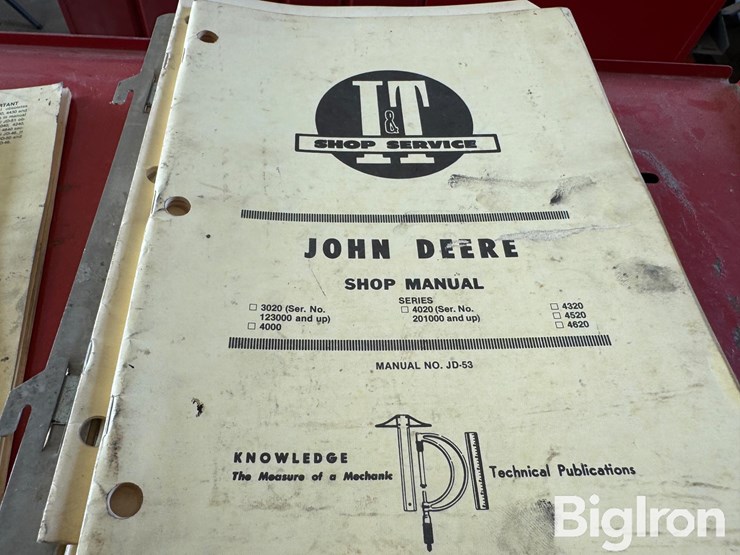 I&T
SHOP SERVICE
JOHN DEERE
SHOP MANUAL
SERIES
☐ 3020 (Ser. No. 123000 and up)
☐ 4000
☐ 4020 (Ser. No. 201000 and up)
☐ 4320
☐ 4520
☐ 4620
MANUAL NO. JD-53
KNOWLEDGE
The Measure of a Mechanic
Technical Publications
BigIron